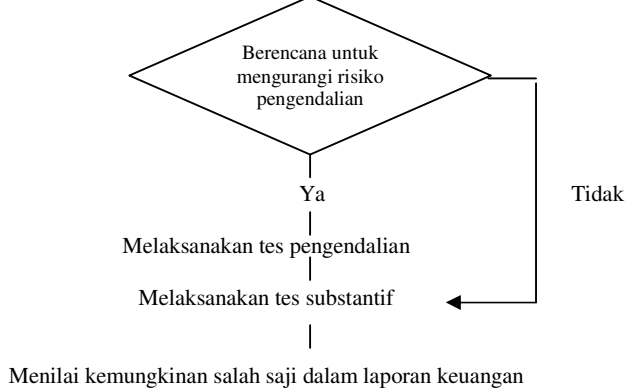 Berencana untuk
mengurangi risiko
pengendalian
Ya
Tidak
Melaksanakan tes pengendalian
Melaksanakan tes substantif
Menilai kemungkinan salah saji dalam laporan keuangan